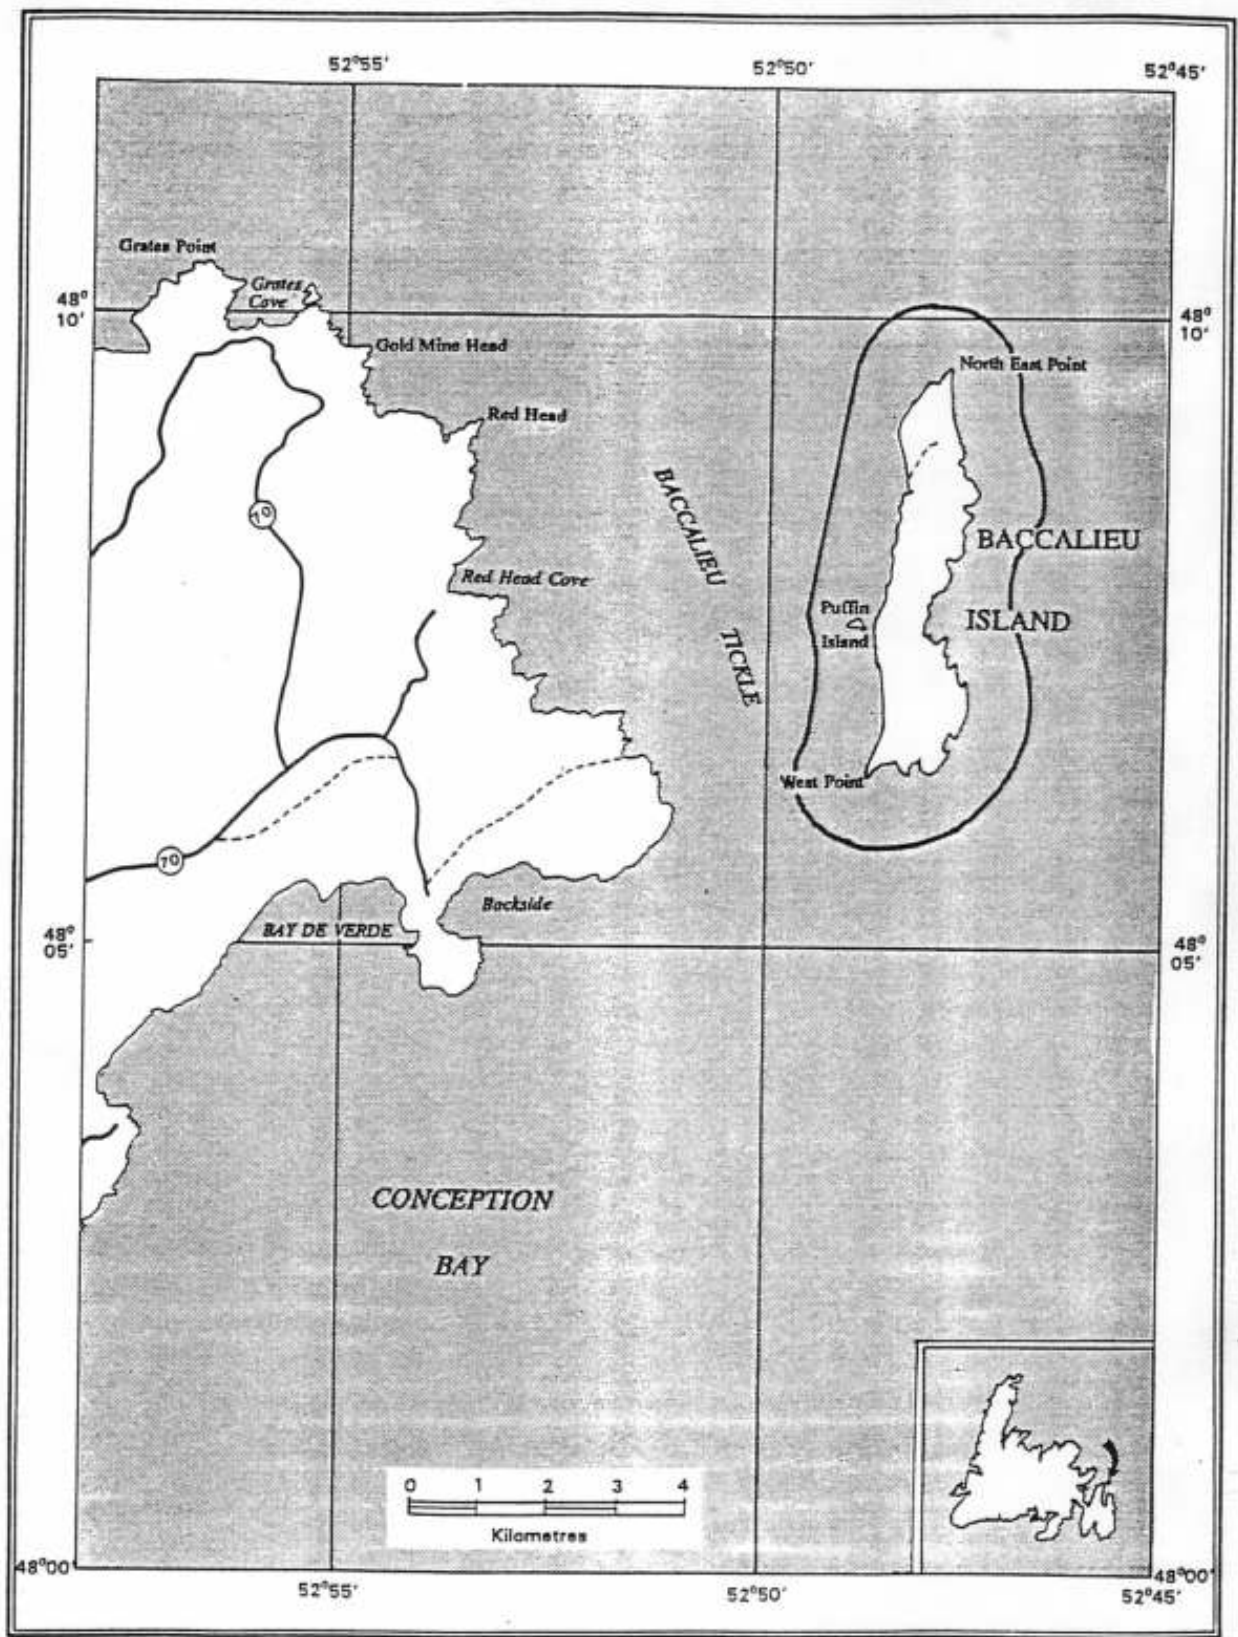 52°55'
52°50'
52°45'
Grates Point
Grates
Cove
48°
10'
48°
10'
Gold Mine Head
North East Point
Red Head
BACCALIEU
TICKLE
70
BACCALIEU
ISLAND
Red Head Cove
Puffin
Island
West Point
70
Backside
BAY DE VERDE
48°
05'
48°
05'
CONCEPTION
BAY
0 1 2 3 4
Kilometres
48°00'
48°00'
52°55'
52°50'
52°45'